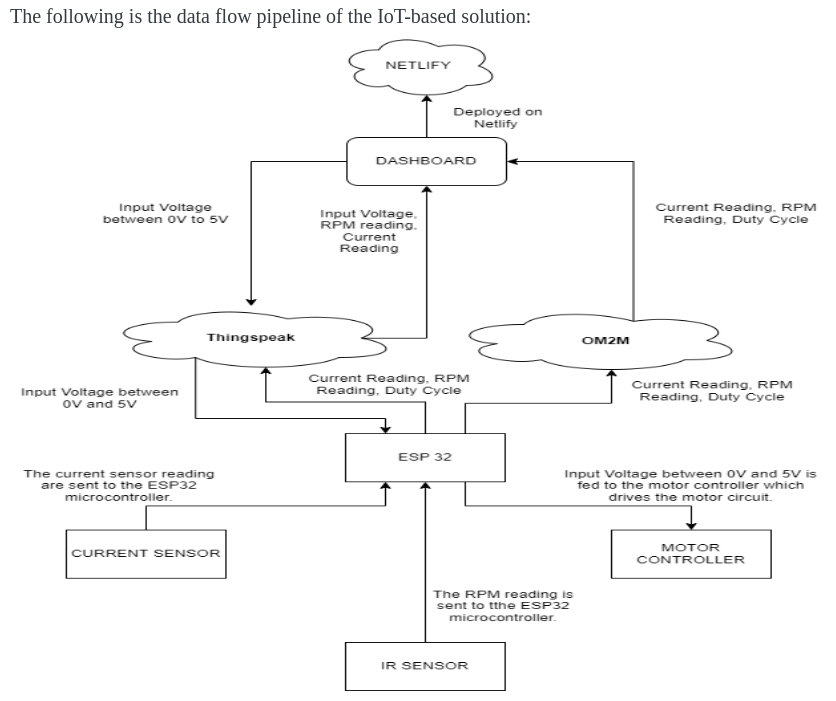 The following is the data flow pipeline of the IoT-based solution:
NETLIFY
Deployed on
Netlify
DASHBOARD
Input Voltage
between 0V to 5V
Input Voltage,
RPM reading,
Current
Reading
Current Reading, RPM
Reading, Duty Cycle
Thingspeak
OM2M
Input Voltage between
0V and 5V
Current Reading, RPM
Reading, Duty Cycle
Current Reading, RPM
Reading, Duty Cycle
ESP 32
The current sensor reading
are sent to the ESP32
microcontroller.
Input Voltage between 0V and 5V is
fed to the motor controller which
drives the motor circuit.
CURRENT SENSOR
MOTOR
CONTROLLER
The RPM reading is
sent to tthe ESP32
microcontroller.
IR SENSOR